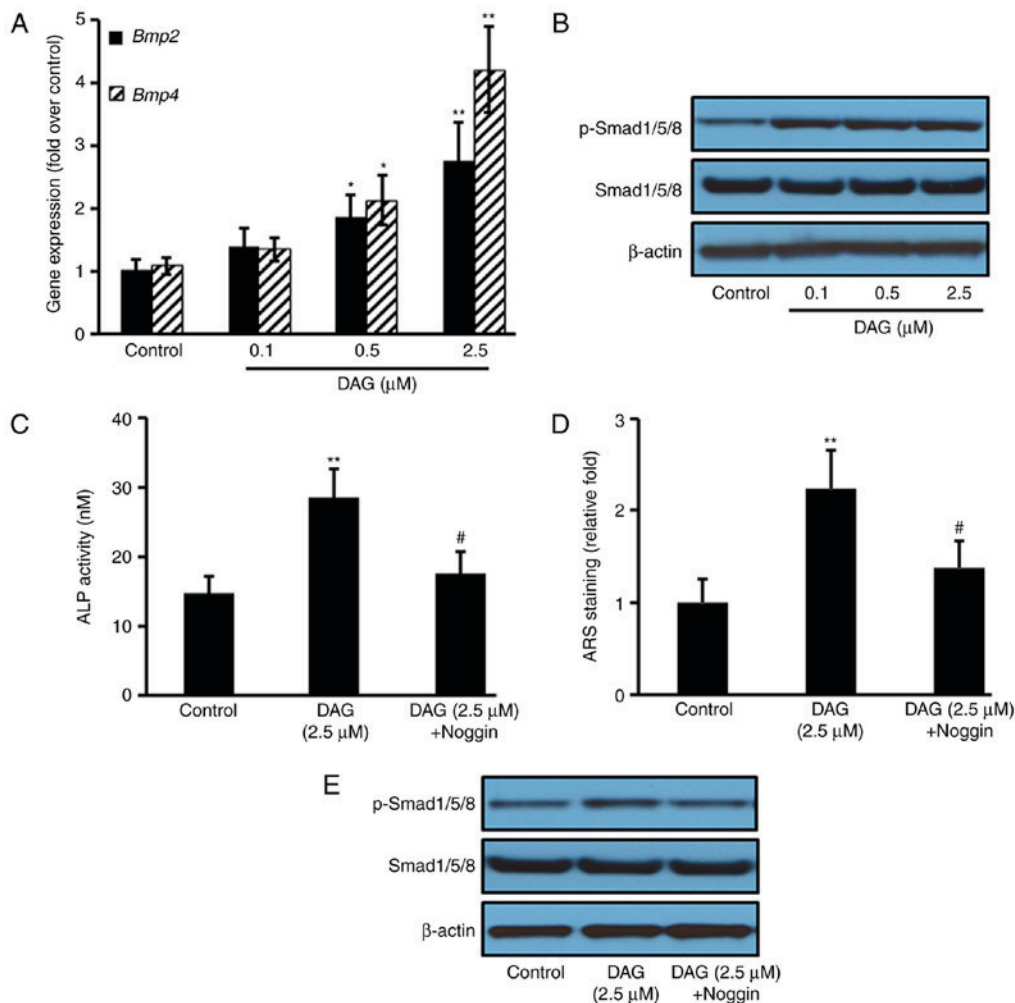 A
Gene expression (fold over control)
5
4
3
2
1
0
Bmp2
Bmp4
*
*
**
**
Control
0.1
0.5
2.5
DAG (μM)
B
p-Smad1/5/8
Smad1/5/8
β-actin
Control
0.1
0.5
2.5
DAG (μM)
C
ALP activity (nM)
40
30
20
10
0
**
#
Control
DAG
(2.5 μM)
DAG (2.5 μM)
+Noggin
D
ARS staining (relative fold)
3
2
1
0
**
#
Control
DAG
(2.5 μM)
DAG (2.5 μM)
+Noggin
E
p-Smad1/5/8
Smad1/5/8
β-actin
Control
DAG
(2.5 μM)
DAG (2.5 μM)
+Noggin